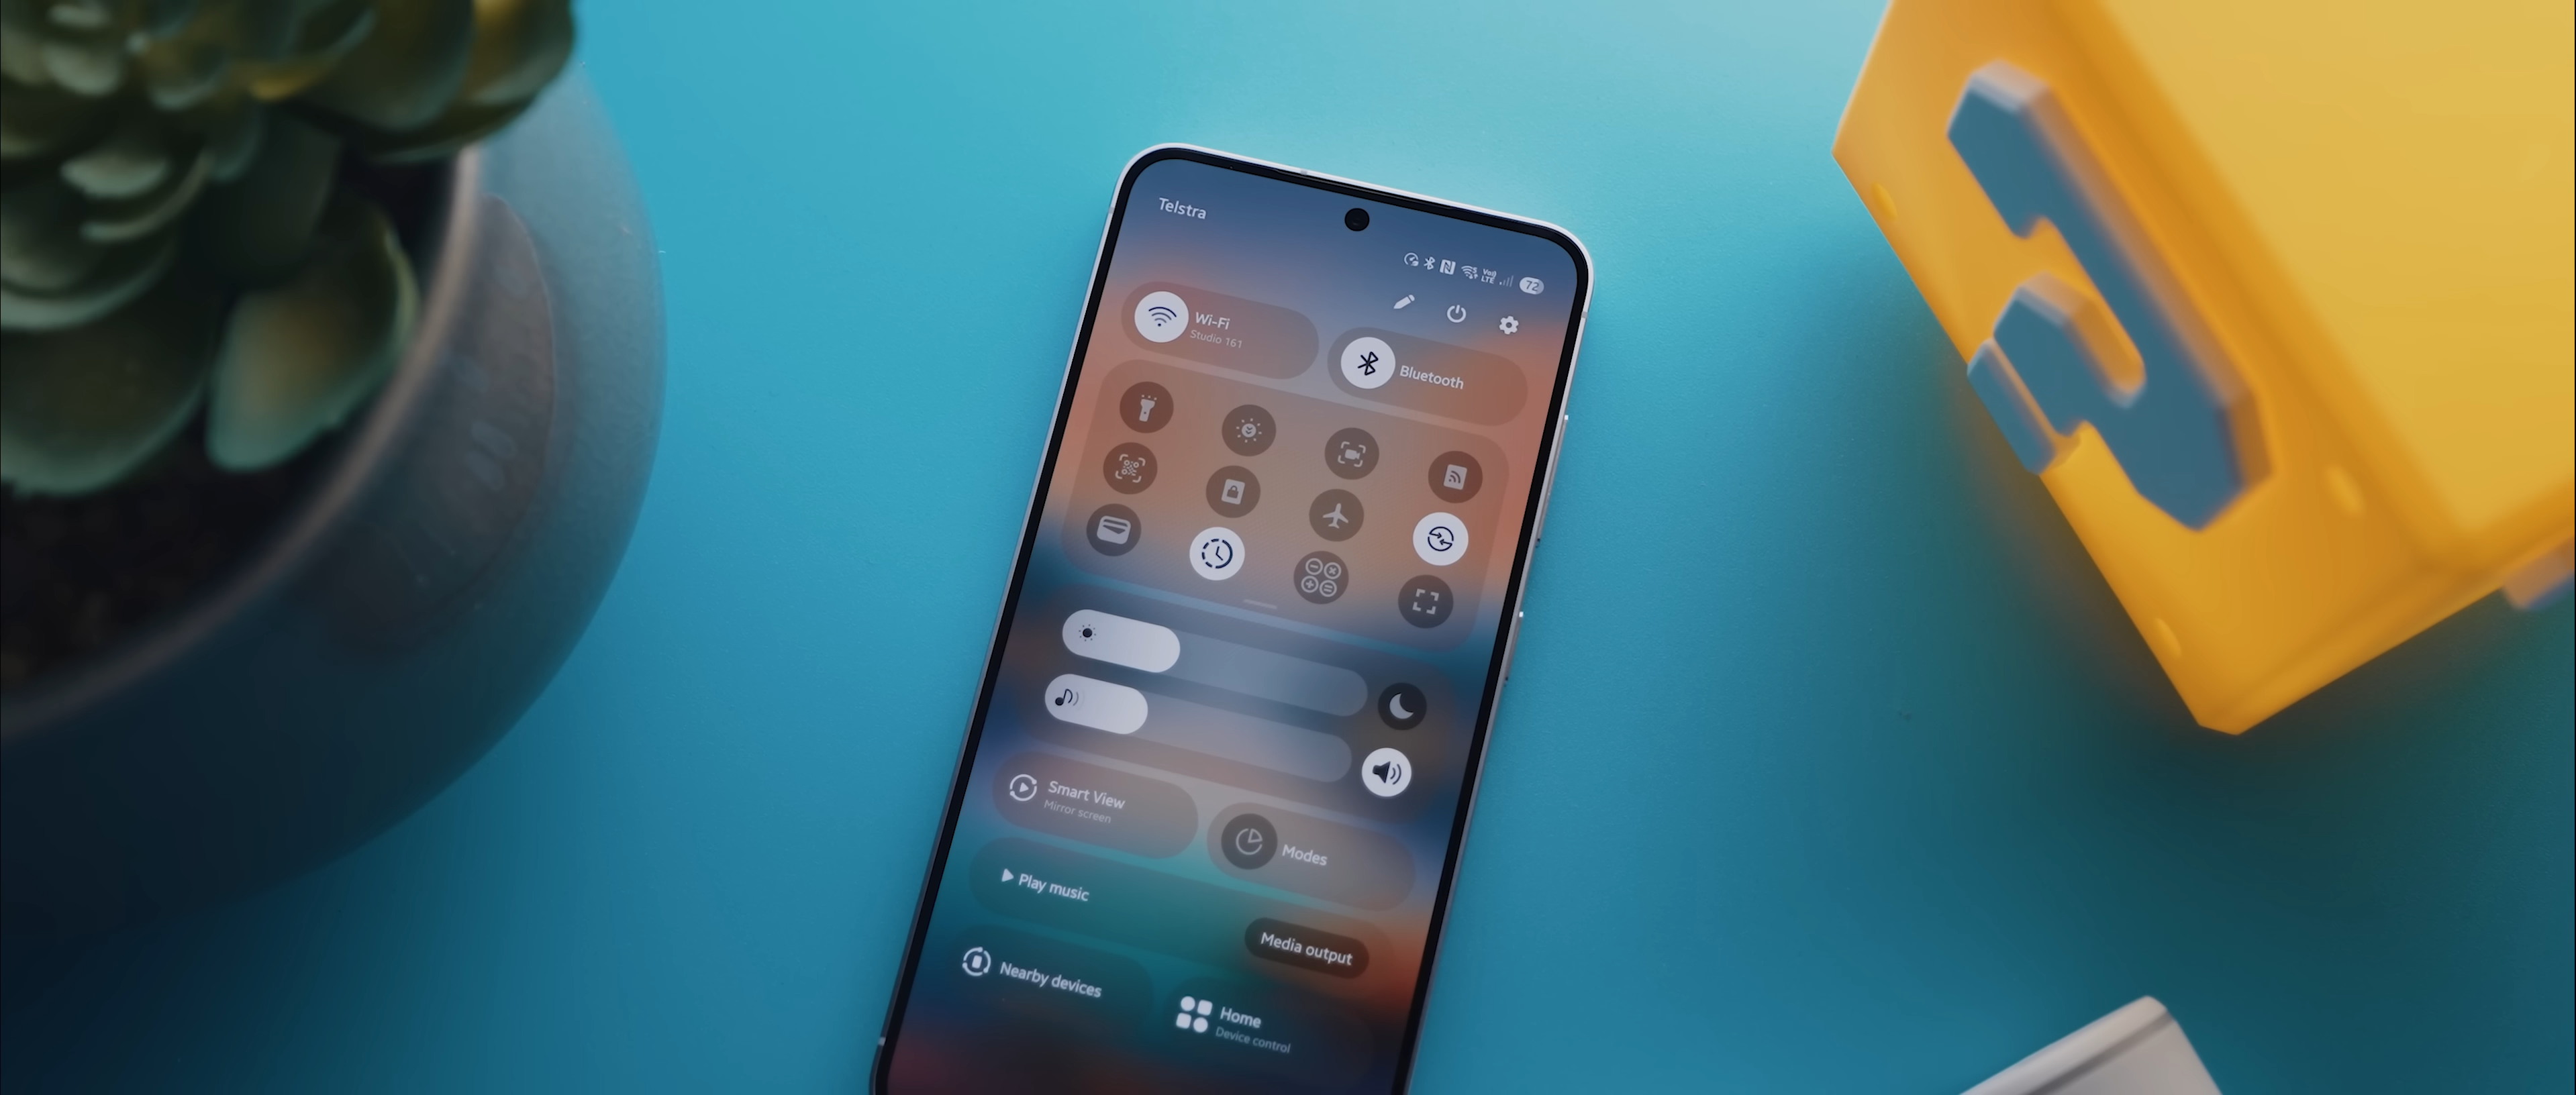 Telstra
72
Wi-Fi
Studio 161
Bluetooth
Smart View
Mirror screen
Modes
Play music
Media output
Nearby devices
Home
Device control